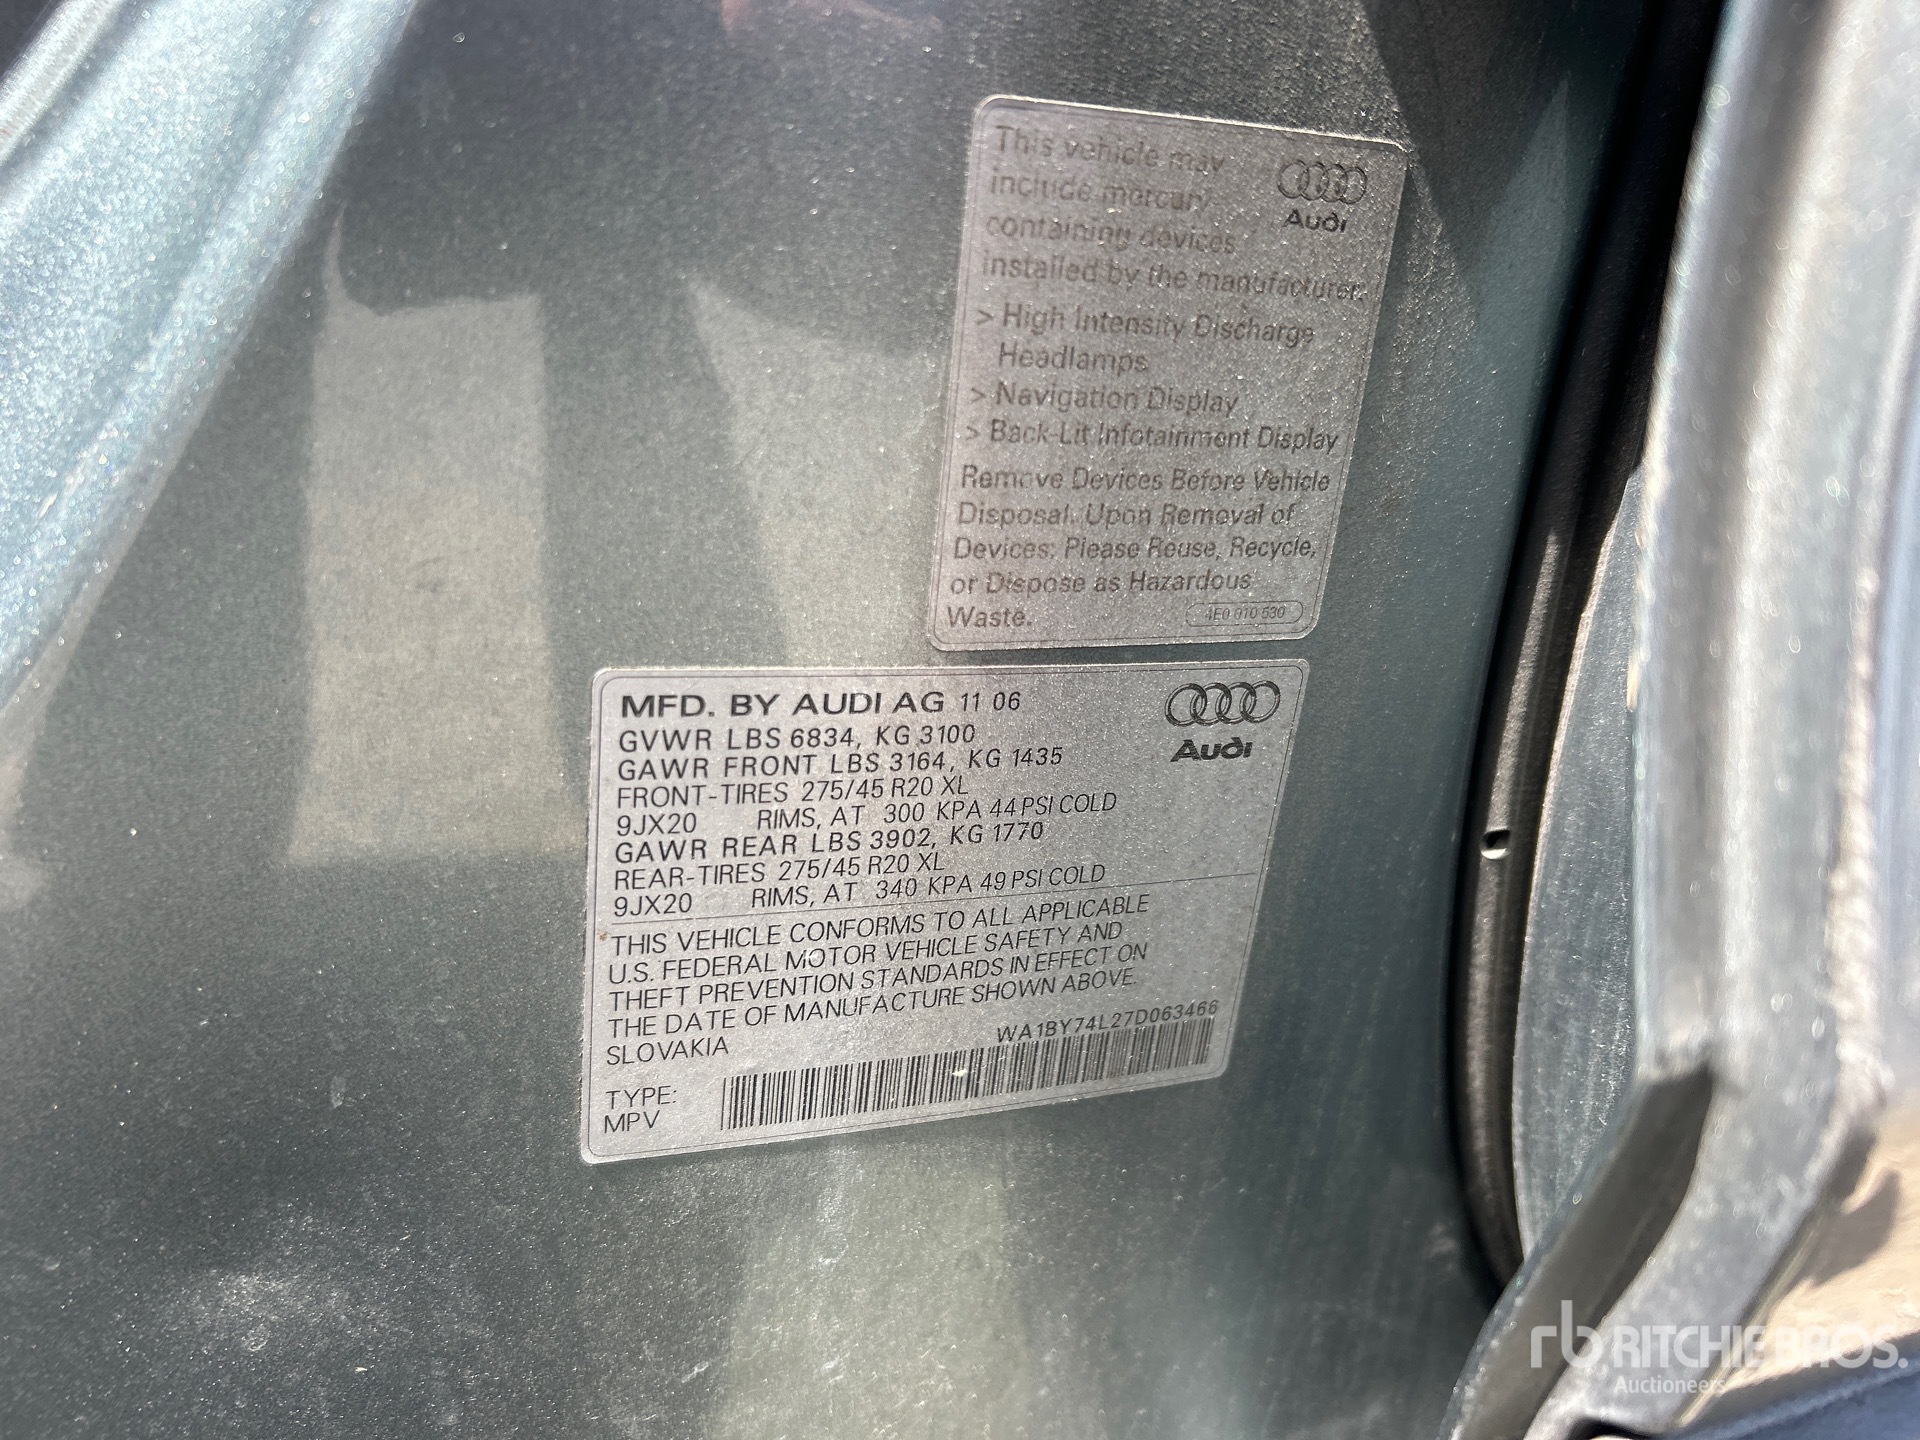 This vehicle may
include mercury
containing devices
installed by the manufacturer:
> High Intensity Discharge
Headlamps
> Navigation Display
> Back-Lit Infotainment Display
Remove Devices Before Vehicle
Disposal. Upon Removal of
Devices: Please Reuse, Recycle,
or Dispose as Hazardous
Waste.
4E0 010 530
Audi
MFD. BY AUDI AG 11 06
GVWR LBS 6834, KG 3100
GAWR FRONT LBS 3164, KG 1435
FRONT-TIRES 275/45 R20 XL
9JX20 RIMS, AT 300 KPA 44 PSI COLD
GAWR REAR LBS 3902, KG 1770
REAR-TIRES 275/45 R20 XL
9JX20 RIMS, AT 340 KPA 49 PSI COLD
Audi
THIS VEHICLE CONFORMS TO ALL APPLICABLE
U.S. FEDERAL MOTOR VEHICLE SAFETY AND
THEFT PREVENTION STANDARDS IN EFFECT ON
THE DATE OF MANUFACTURE SHOWN ABOVE.
SLOVAKIA
WA1BY74L27D063466
TYPE:
MPV
rb RITCHIE BROS.
Auctioneers